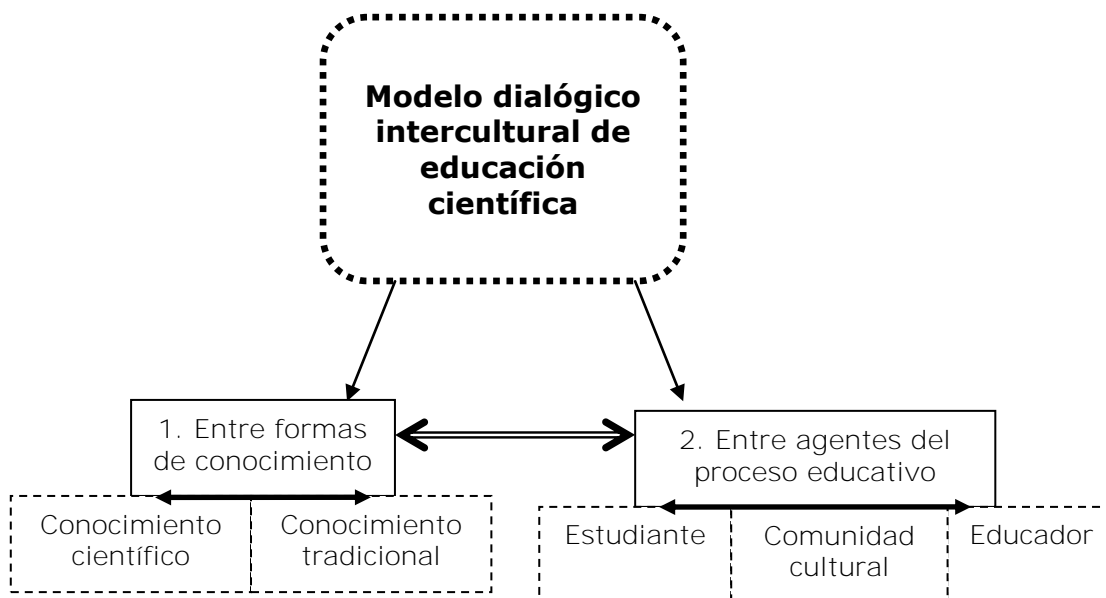 Modelo dialógico
intercultural de
educación
científica
1. Entre formas
de conocimiento
2. Entre agentes del
proceso educativo
Conocimiento
científico
Conocimiento
tradicional
Estudiante
Comunidad
cultural
Educador